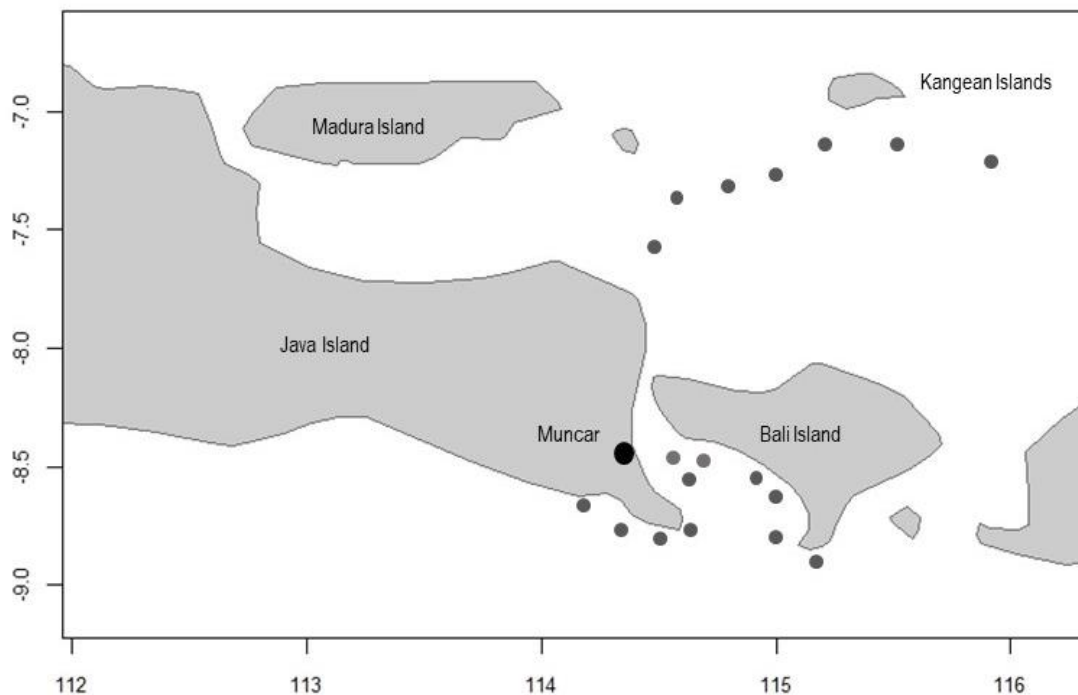 Kangean Islands
-7.0
Madura Island
-7.5
Java Island
-8.0
Muncar
Bali Island
-8.5
-9.0
112 113 114 115 116